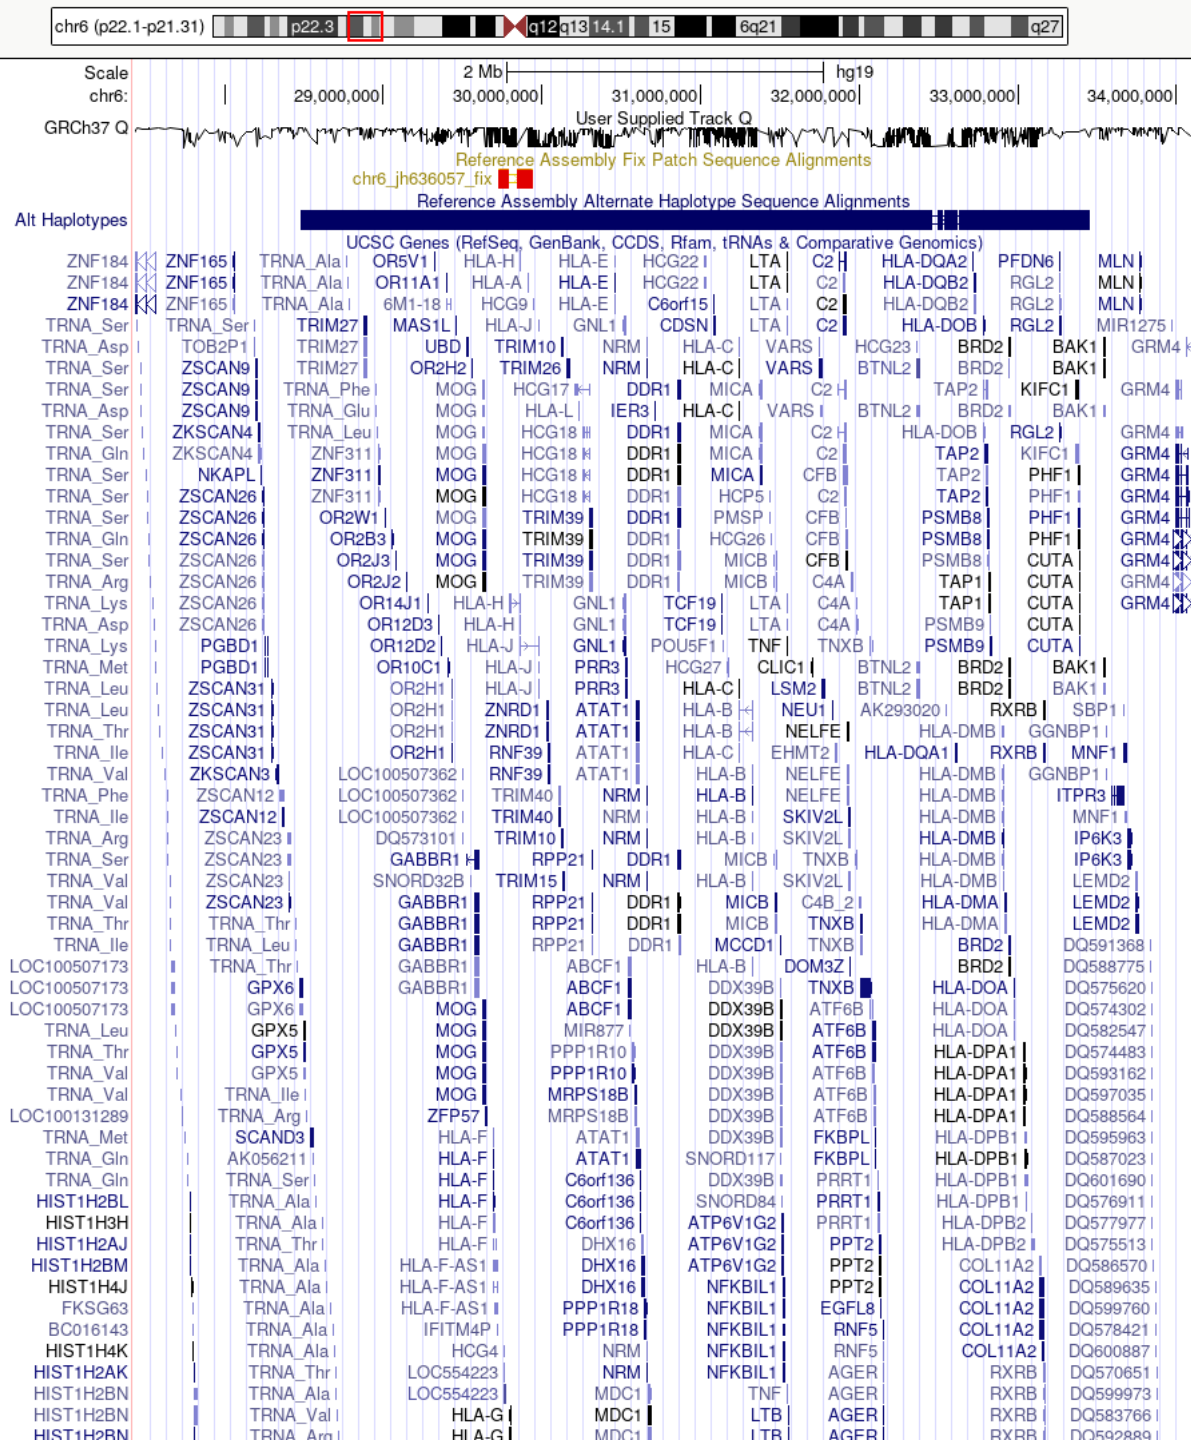 chr6 (p22.1-p21.31) p22.3 q12 q13 14.1 15 6q21 q27
Scale 2 Mb hg19
chr6: 29,000,000 30,000,000 31,000,000 32,000,000 33,000,000 34,000,000
User Supplied Track Q
GRCh37 Q
Reference Assembly Fix Patch Sequence Alignments
chr6_jh636057_fix
Reference Assembly Alternate Haplotype Sequence Alignments
Alt Haplotypes
UCSC Genes (RefSeq, GenBank, CCDS, Rfam, tRNAs & Comparative Genomics)
ZNF184 ZNF165 TRNA_Ala OR5V1 HLA-H HLA-E HCG22 LTA C2 HLA-DQA2 PFDN6 MLN
ZNF184 ZNF165 TRNA_Ala OR11A1 HLA-A HLA-E HCG22 LTA C2 HLA-DQB2 RGL2 MLN
ZNF184 ZNF165 TRNA_Ala 6M1-18 HCG9 HLA-E C6orf15 LTA C2 HLA-DQB2 RGL2 MLN
TRNA_Ser TRNA_Ser TRIM27 MAS1L HLA-J GNL1 CDSN LTA C2 HLA-DOB RGL2 MIR1275
TRNA_Asp TOB2P1 TRIM27 UBD TRIM10 NRM HLA-C VARS HCG23 BRD2 BAK1 GRM4
TRNA_Ser ZSCAN9 TRIM27 OR2H2 TRIM26 NRM HLA-C VARS BTNL2 BRD2 BAK1
TRNA_Ser ZSCAN9 TRNA_Phe MOG HCG17 DDR1 MICA C2 TAP2 KIFC1 GRM4
TRNA_Asp ZSCAN9 TRNA_Glu MOG HLA-L IER3 HLA-C VARS BTNL2 BRD2 BAK1
TRNA_Ser ZKSCAN4 TRNA_Leu MOG HCG18 DDR1 MICA C2 HLA-DOB RGL2 GRM4
TRNA_Gln ZKSCAN4 ZNF311 MOG HCG18 DDR1 MICA C2 TAP2 KIFC1 GRM4
TRNA_Ser NKAPL ZNF311 MOG HCG18 DDR1 MICA CFB TAP2 PHF1 GRM4
TRNA_Ser ZSCAN26 ZNF311 MOG HCG18 DDR1 HCP5 C2 TAP2 PHF1 GRM4
TRNA_Ser ZSCAN26 OR2W1 MOG TRIM39 DDR1 PMSP CFB PSMB8 PHF1 GRM4
TRNA_Gln ZSCAN26 OR2B3 MOG TRIM39 DDR1 HCG26 CFB PSMB8 PHF1 GRM4
TRNA_Ser ZSCAN26 OR2J3 MOG TRIM39 DDR1 MICB CFB PSMB8 CUTA GRM4
TRNA_Arg ZSCAN26 OR2J2 MOG TRIM39 DDR1 MICB C4A TAP1 CUTA GRM4
TRNA_Lys ZSCAN26 OR14J1 HLA-H GNL1 TCF19 LTA C4A TAP1 CUTA GRM4
TRNA_Asp ZSCAN26 OR12D3 HLA-H GNL1 TCF19 LTA C4A PSMB9 CUTA
TRNA_Lys PGBD1 OR12D2 HLA-J GNL1 POU5F1 TNF TNXB PSMB9 CUTA
TRNA_Met PGBD1 OR10C1 HLA-J PRR3 HCG27 CLIC1 BTNL2 BRD2 BAK1
TRNA_Leu ZSCAN31 OR2H1 HLA-J PRR3 HLA-C LSM2 BTNL2 BRD2 BAK1
TRNA_Leu ZSCAN31 OR2H1 ZNRD1 ATAT1 HLA-B NEU1 AK293020 RXRB SBP1
TRNA_Thr ZSCAN31 OR2H1 ZNRD1 ATAT1 HLA-B NELFE HLA-DMB GGNBP1
TRNA_Ile ZSCAN31 OR2H1 RNF39 ATAT1 HLA-C EHMT2 HLA-DQA1 RXRB MNF1
TRNA_Val ZKSCAN3 LOC100507362 RNF39 ATAT1 HLA-B NELFE HLA-DMB GGNBP1
TRNA_Phe ZSCAN12 LOC100507362 TRIM40 NRM HLA-B NELFE HLA-DMB ITPR3
TRNA_Ile ZSCAN12 LOC100507362 TRIM40 NRM HLA-B SKIV2L HLA-DMB MNF1
TRNA_Arg ZSCAN23 DQ573101 TRIM10 NRM HLA-B SKIV2L HLA-DMB IP6K3
TRNA_Ser ZSCAN23 GABBR1 RPP21 DDR1 MICB TNXB HLA-DMB IP6K3
TRNA_Val ZSCAN23 SNORD32B TRIM15 NRM HLA-B SKIV2L HLA-DMB LEMD2
TRNA_Val ZSCAN23 GABBR1 RPP21 DDR1 MICB C4B_2 HLA-DMA LEMD2
TRNA_Thr TRNA_Thr GABBR1 RPP21 DDR1 MICB TNXB HLA-DMA LEMD2
TRNA_Ile TRNA_Leu GABBR1 RPP21 DDR1 MCCD1 TNXB BRD2 DQ591368
LOC100507173 TRNA_Thr GABBR1 ABCF1 HLA-B DOM3Z BRD2 DQ588775
LOC100507173 GPX6 GABBR1 ABCF1 DDX39B TNXB HLA-DOA DQ575620
LOC100507173 GPX6 MOG ABCF1 DDX39B ATF6B HLA-DOA DQ574302
TRNA_Leu GPX5 MOG MIR877 DDX39B ATF6B HLA-DOA DQ582547
TRNA_Thr GPX5 MOG PPP1R10 DDX39B ATF6B HLA-DPA1 DQ574483
TRNA_Val GPX5 MOG PPP1R10 DDX39B ATF6B HLA-DPA1 DQ593162
TRNA_Val TRNA_Ile MOG MRPS18B DDX39B ATF6B HLA-DPA1 DQ597035
LOC100131289 TRNA_Arg ZFP57 MRPS18B DDX39B ATF6B HLA-DPA1 DQ588564
TRNA_Met SCAND3 HLA-F ATAT1 DDX39B FKBPL HLA-DPB1 DQ595963
TRNA_Gln AK056211 HLA-F ATAT1 SNORD117 FKBPL HLA-DPB1 DQ587023
TRNA_Gln TRNA_Ser HLA-F C6orf136 DDX39B PRRT1 HLA-DPB1 DQ601690
HIST1H2BL TRNA_Ala HLA-F C6orf136 SNORD84 PRRT1 HLA-DPB1 DQ576911
HIST1H3H TRNA_Ala HLA-F C6orf136 ATP6V1G2 PRRT1 HLA-DPB2 DQ577977
HIST1H2AJ TRNA_Thr HLA-F DHX16 ATP6V1G2 PPT2 HLA-DPB2 DQ575513
HIST1H2BM TRNA_Ala HLA-F-AS1 DHX16 ATP6V1G2 PPT2 COL11A2 DQ586570
HIST1H4J TRNA_Ala HLA-F-AS1 DHX16 NFKBIL1 PPT2 COL11A2 DQ589635
FKSG63 TRNA_Ala HLA-F-AS1 PPP1R18 NFKBIL1 EGFL8 COL11A2 DQ599760
BC016143 TRNA_Ala IFITM4P PPP1R18 NFKBIL1 RNF5 COL11A2 DQ578421
HIST1H4K TRNA_Ala HCG4 NRM NFKBIL1 RNF5 COL11A2 DQ600887
HIST1H2AK TRNA_Thr LOC554223 NRM NFKBIL1 AGER RXRB DQ570651
HIST1H2BN TRNA_Ala LOC554223 MDC1 TNF AGER RXRB DQ599973
HIST1H2BN TRNA_Val HLA-G MDC1 LTB AGER RXRB DQ583766
HIST1H2BN TRNA_Arg HLA-G MDC1 LTB AGER RXRB DQ592889